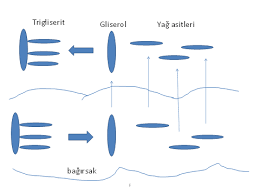 Trigliserit
Gliserol
Yağ asitleri
bağırsak